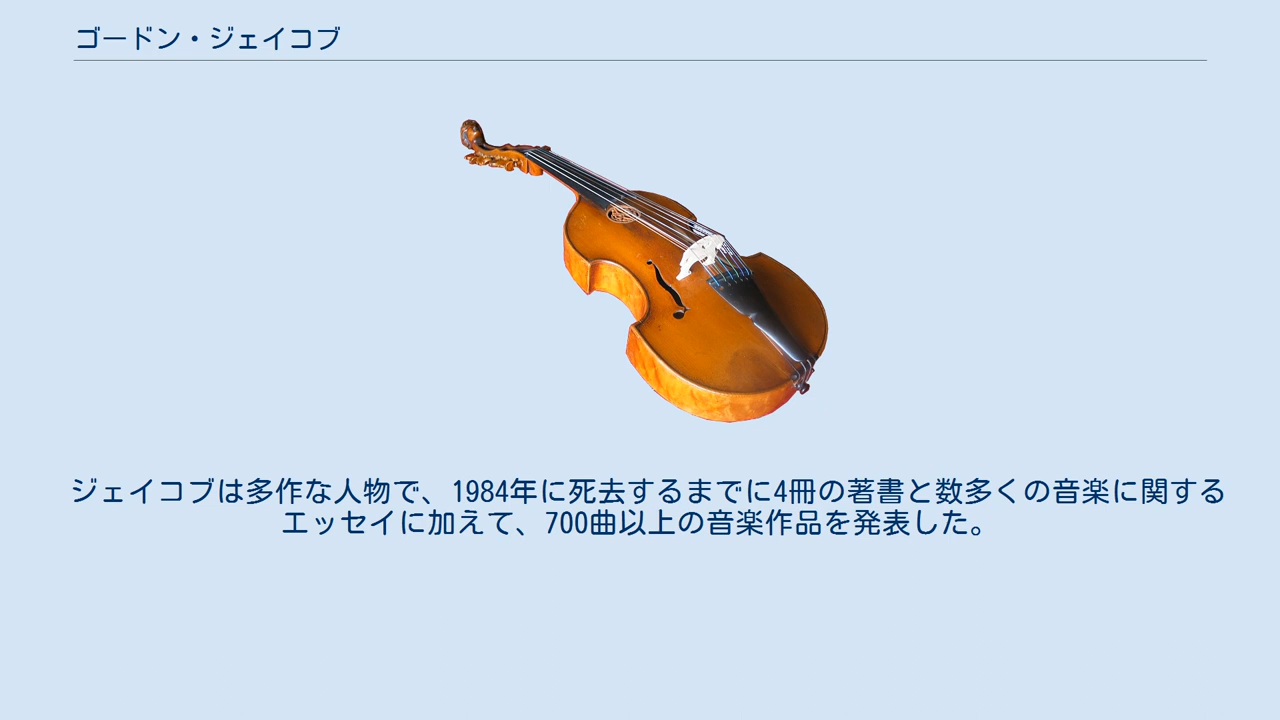 ゴードン・ジェイコブ
ジェイコブは多作な人物で、1984年に死去するまでに4冊の著書と数多くの音楽に関する
エッセイに加えて、700曲以上の音楽作品を発表した。